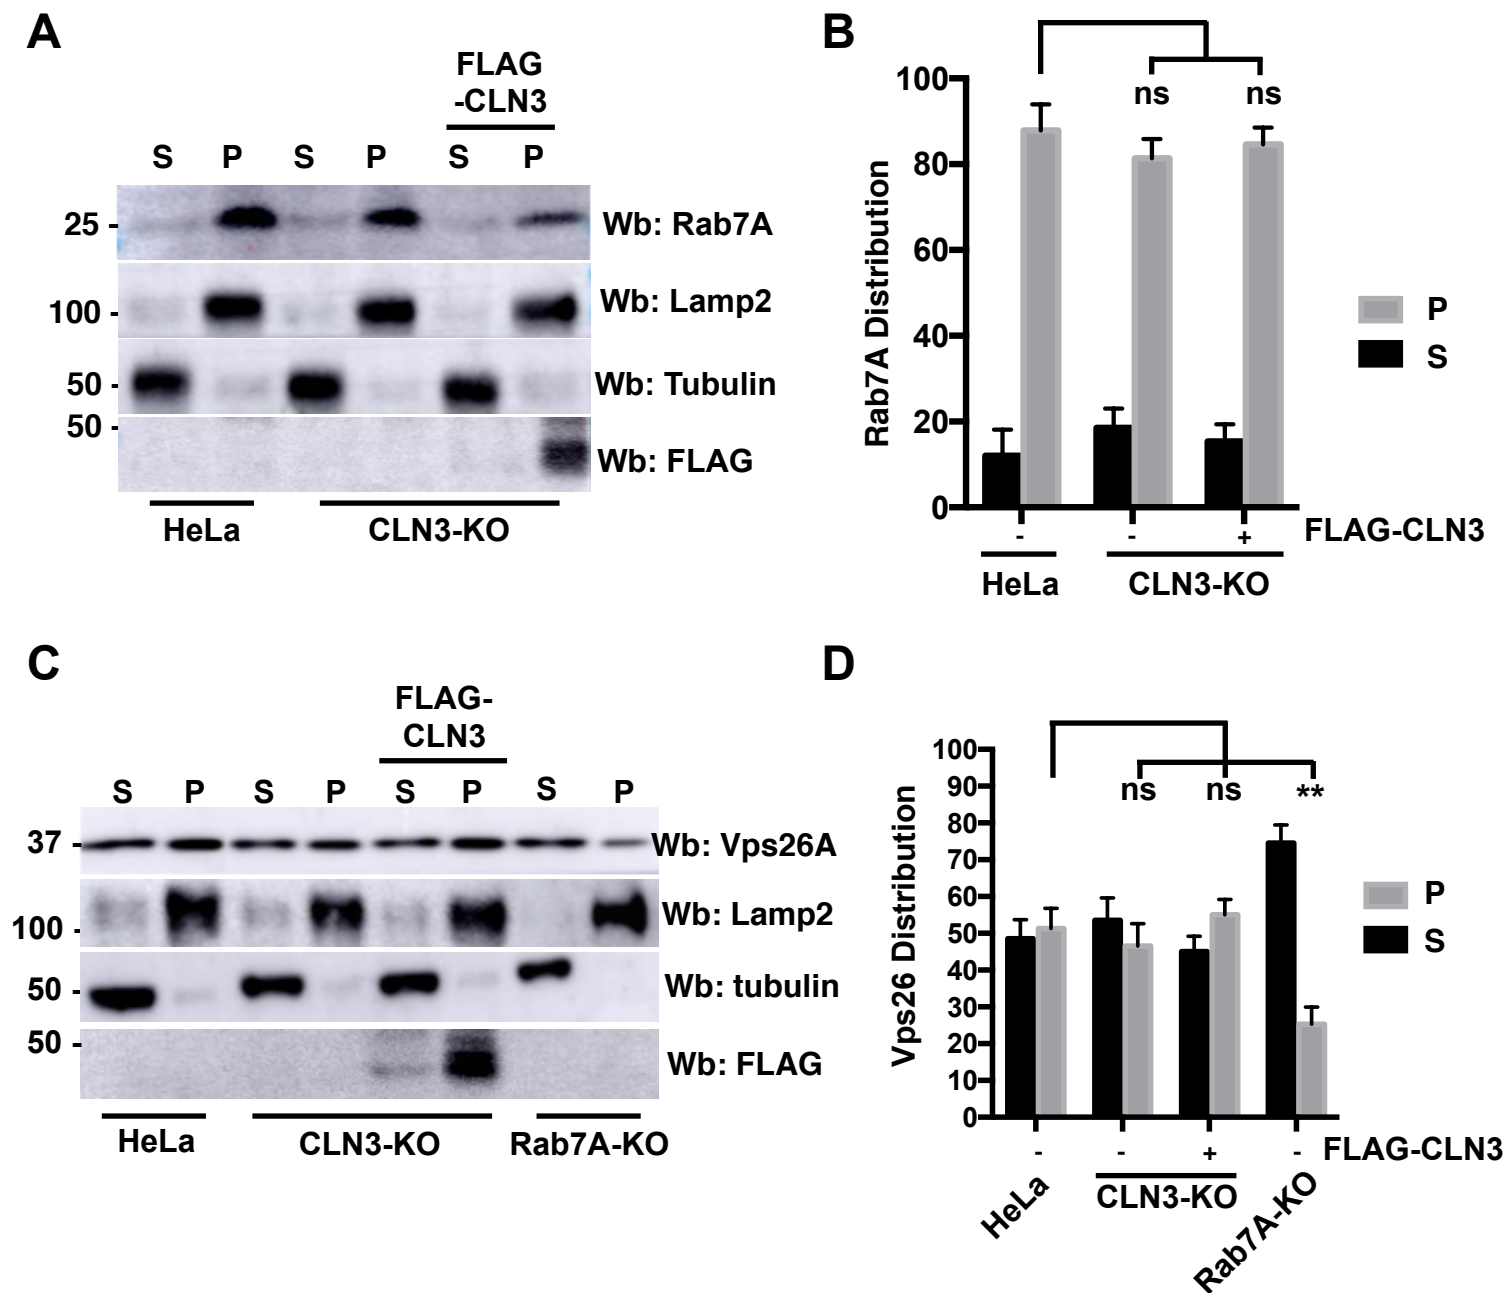 A
FLAG
-CLN3
S P S P S P
25 -
Wb: Rab7A
100 -
Wb: Lamp2
50 -
Wb: Tubulin
50 -
Wb: FLAG
HeLa
CLN3-KO
B
ns ns
100
80
60
40
20
0
Rab7A Distribution
P
S
- - + FLAG-CLN3
HeLa CLN3-KO
C
FLAG-
CLN3
S P S P S P S P
37 -
Wb: Vps26A
100 -
Wb: Lamp2
50 -
Wb: tubulin
50 -
Wb: FLAG
HeLa
CLN3-KO
Rab7A-KO
D
ns ns **
100
90
80
70
60
50
40
30
20
10
0
Vps26 Distribution
P
S
- - + - FLAG-CLN3
HeLa
CLN3-KO
Rab7A-KO